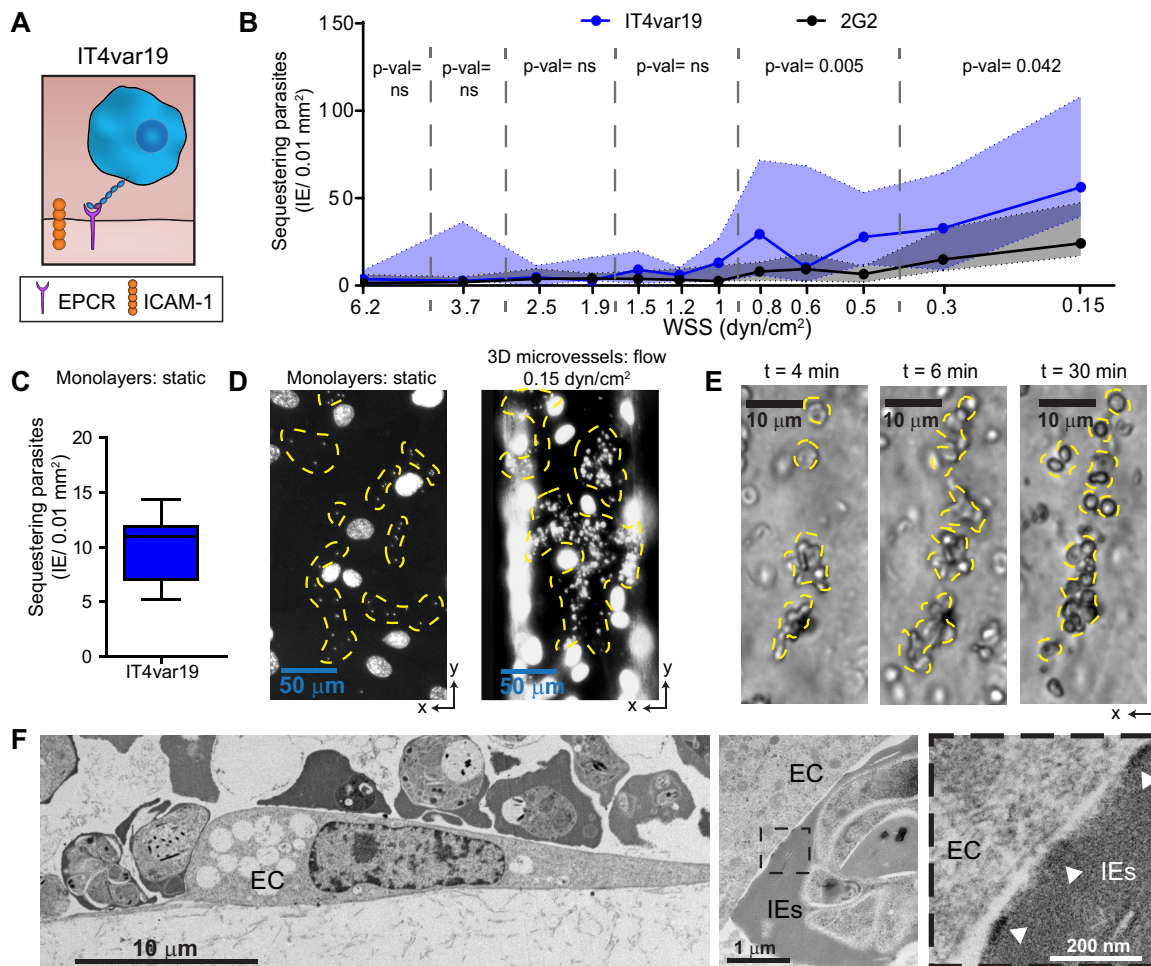 A
IT4var19
EPCR
ICAM-1
B
IT4var19
2G2
Sequestering parasites
(IE/ 0.01 mm²)
150
100
50
0
p-val=
ns
p-val=
ns
p-val= ns
p-val= ns
p-val= 0.005
p-val= 0.042
6.2
3.7
2.5
1.9
1.5
1.2
1
0.8
0.6
0.5
0.3
0.15
WSS (dyn/cm²)
C
Monolayers: static
Sequestering parasites
(IE/ 0.01 mm²)
20
15
10
5
0
IT4var19
D
Monolayers: static
50 μm
y
x
3D microvessels: flow
0.15 dyn/cm²
50 μm
y
x
E
t = 4 min
10 μm
t = 6 min
10 μm
t = 30 min
10 μm
x
F
EC
10 μm
EC
IEs
1 μm
EC
IEs
200 nm